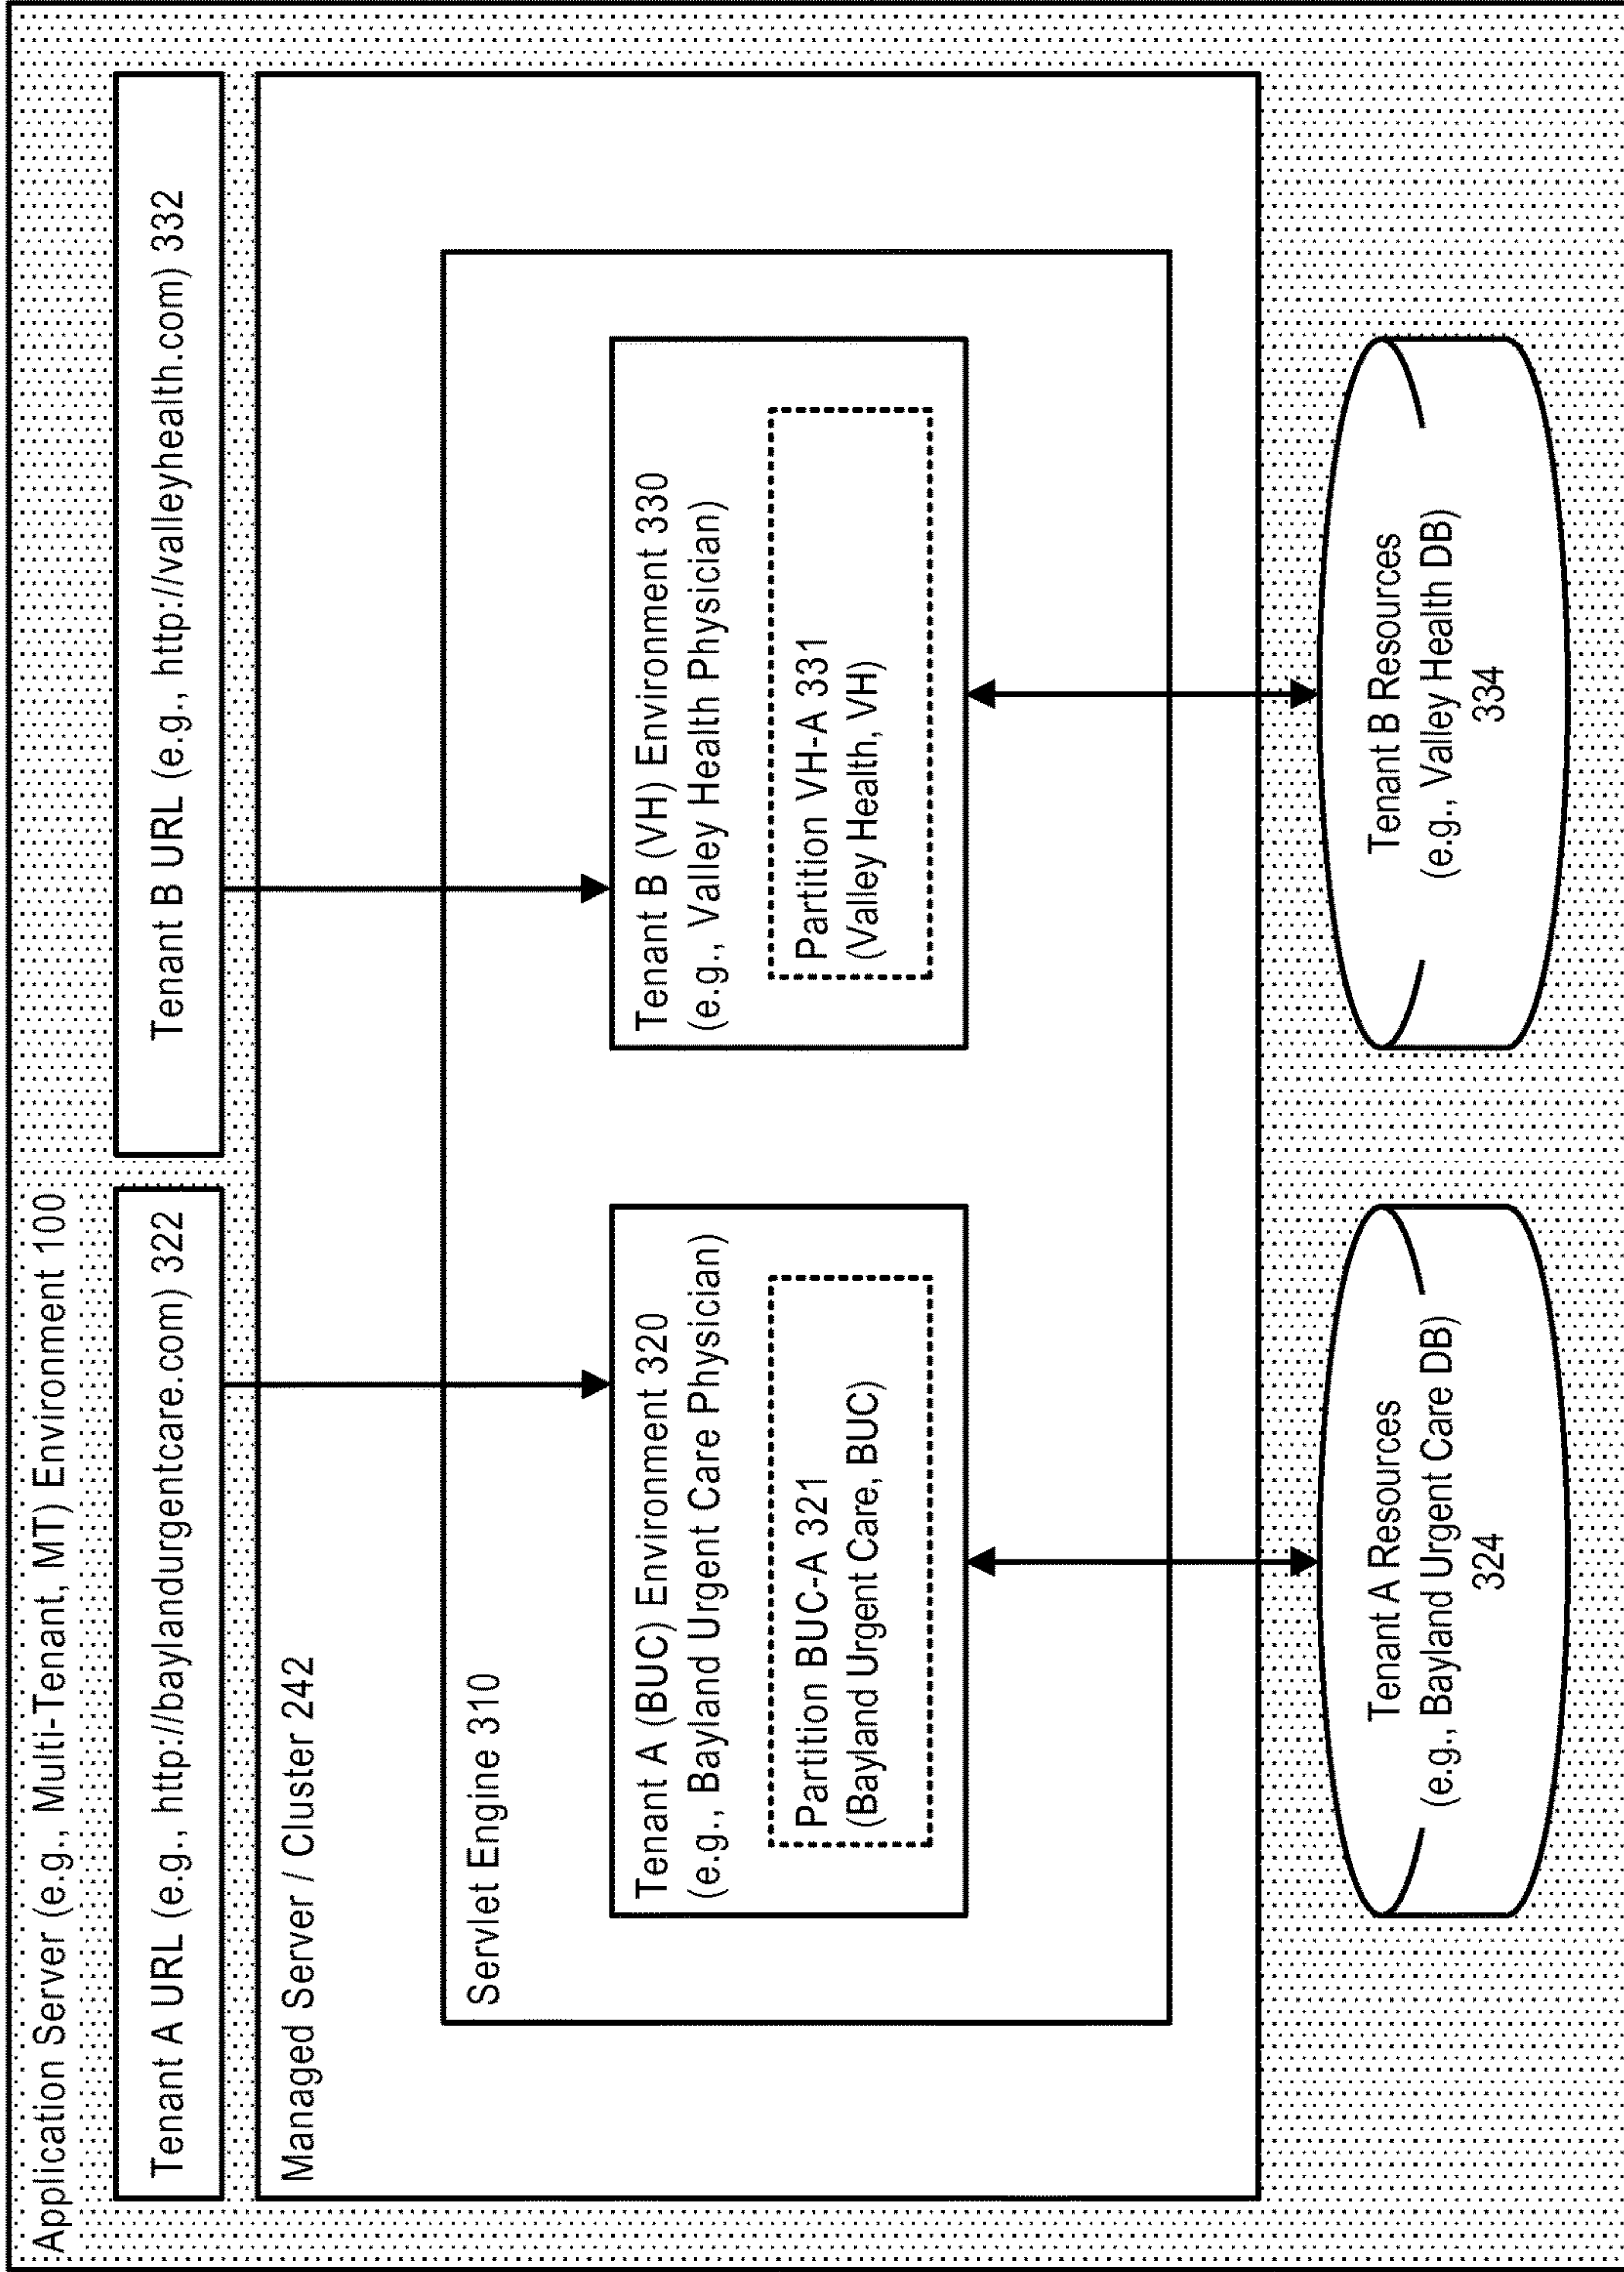 Application Server (e.g., Multi-Tenant, MT) Environment 100
Tenant A URL (e.g., http://baylandurgentcare.com) 322
Tenant B URL (e.g., http://valleyhealth.com) 332
Managed Server / Cluster 242
Servlet Engine 310
Tenant A (BUC) Environment 320
(e.g., Bayland Urgent Care Physician)
Partition BUC-A 321
(Bayland Urgent Care, BUC)
Tenant B (VH) Environment 330
(e.g., Valley Health Physician)
Partition VH-A 331
(Valley Health, VH)
Tenant A Resources
(e.g., Bayland Urgent Care DB)
324
Tenant B Resources
(e.g., Valley Health DB)
334